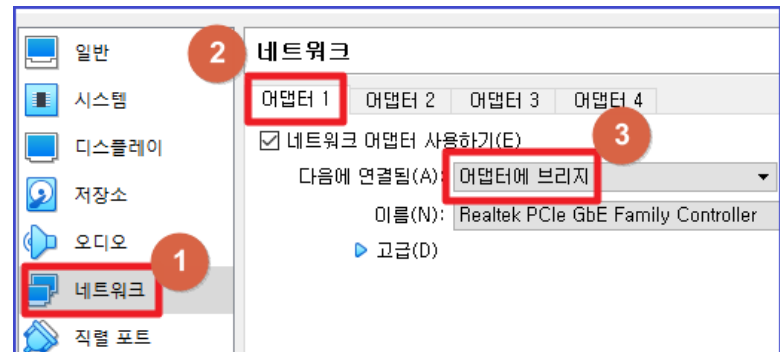 일반
시스템
디스플레이
저장소
오디오
네트워크
직렬 포트
1
2
네트워크
어댑터 1 어댑터 2 어댑터 3 어댑터 4
네트워크 어댑터 사용하기(E)
3
다음에 연결됨(A): 어댑터에 브리지
이름(N): Realtek PCIe GbE Family Controller
고급(D)